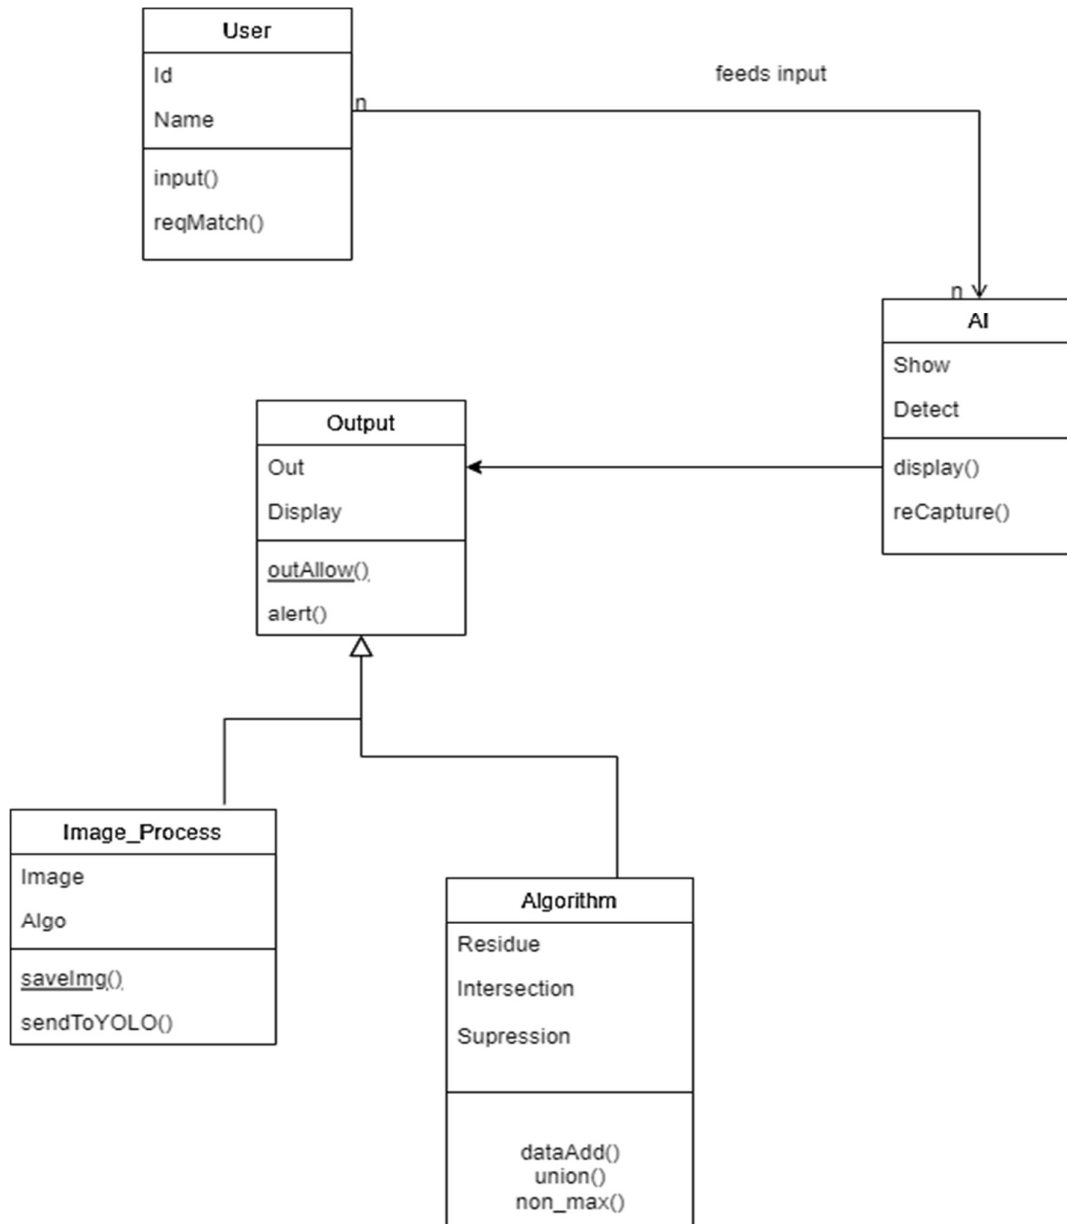 User
Id
Name
input()
reqMatch()
feeds input
n
n
AI
Show
Detect
display()
reCapture()
Output
Out
Display
outAllow()
alert()
Image_Process
Image
Algo
saveImg()
sendToYOLO()
Algorithm
Residue
Intersection
Supression
dataAdd()
union()
non_max()